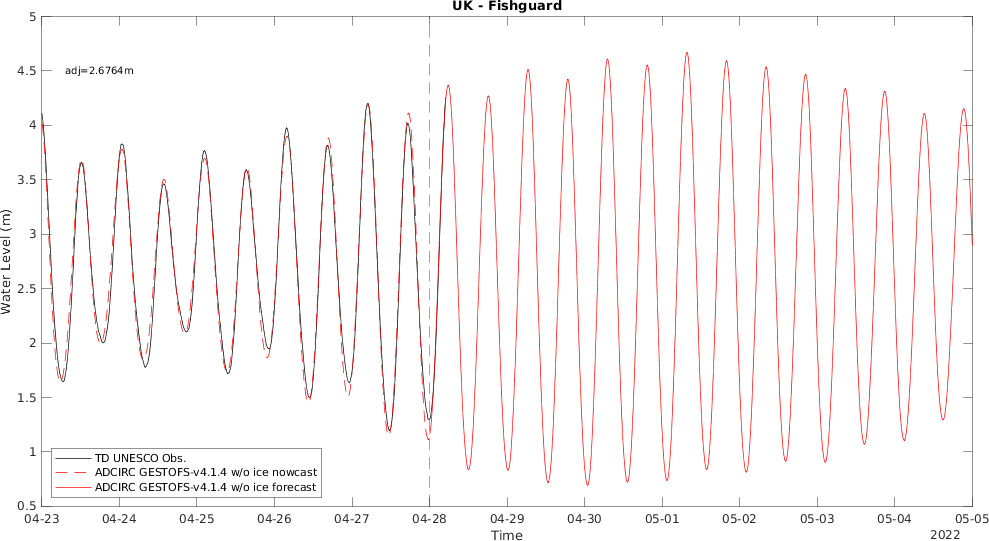 UK - Fishguard
adj=2.6764m
Water Level (m)
5
4.5
4
3.5
3
2.5
2
1.5
1
0.5
TD UNESCO Obs.
ADCIRC GESTOFS-v4.1.4 w/o ice nowcast
ADCIRC GESTOFS-v4.1.4 w/o ice forecast
04-23 04-24 04-25 04-26 04-27 04-28 04-29 04-30 05-01 05-02 05-03 05-04 05-05
Time
2022